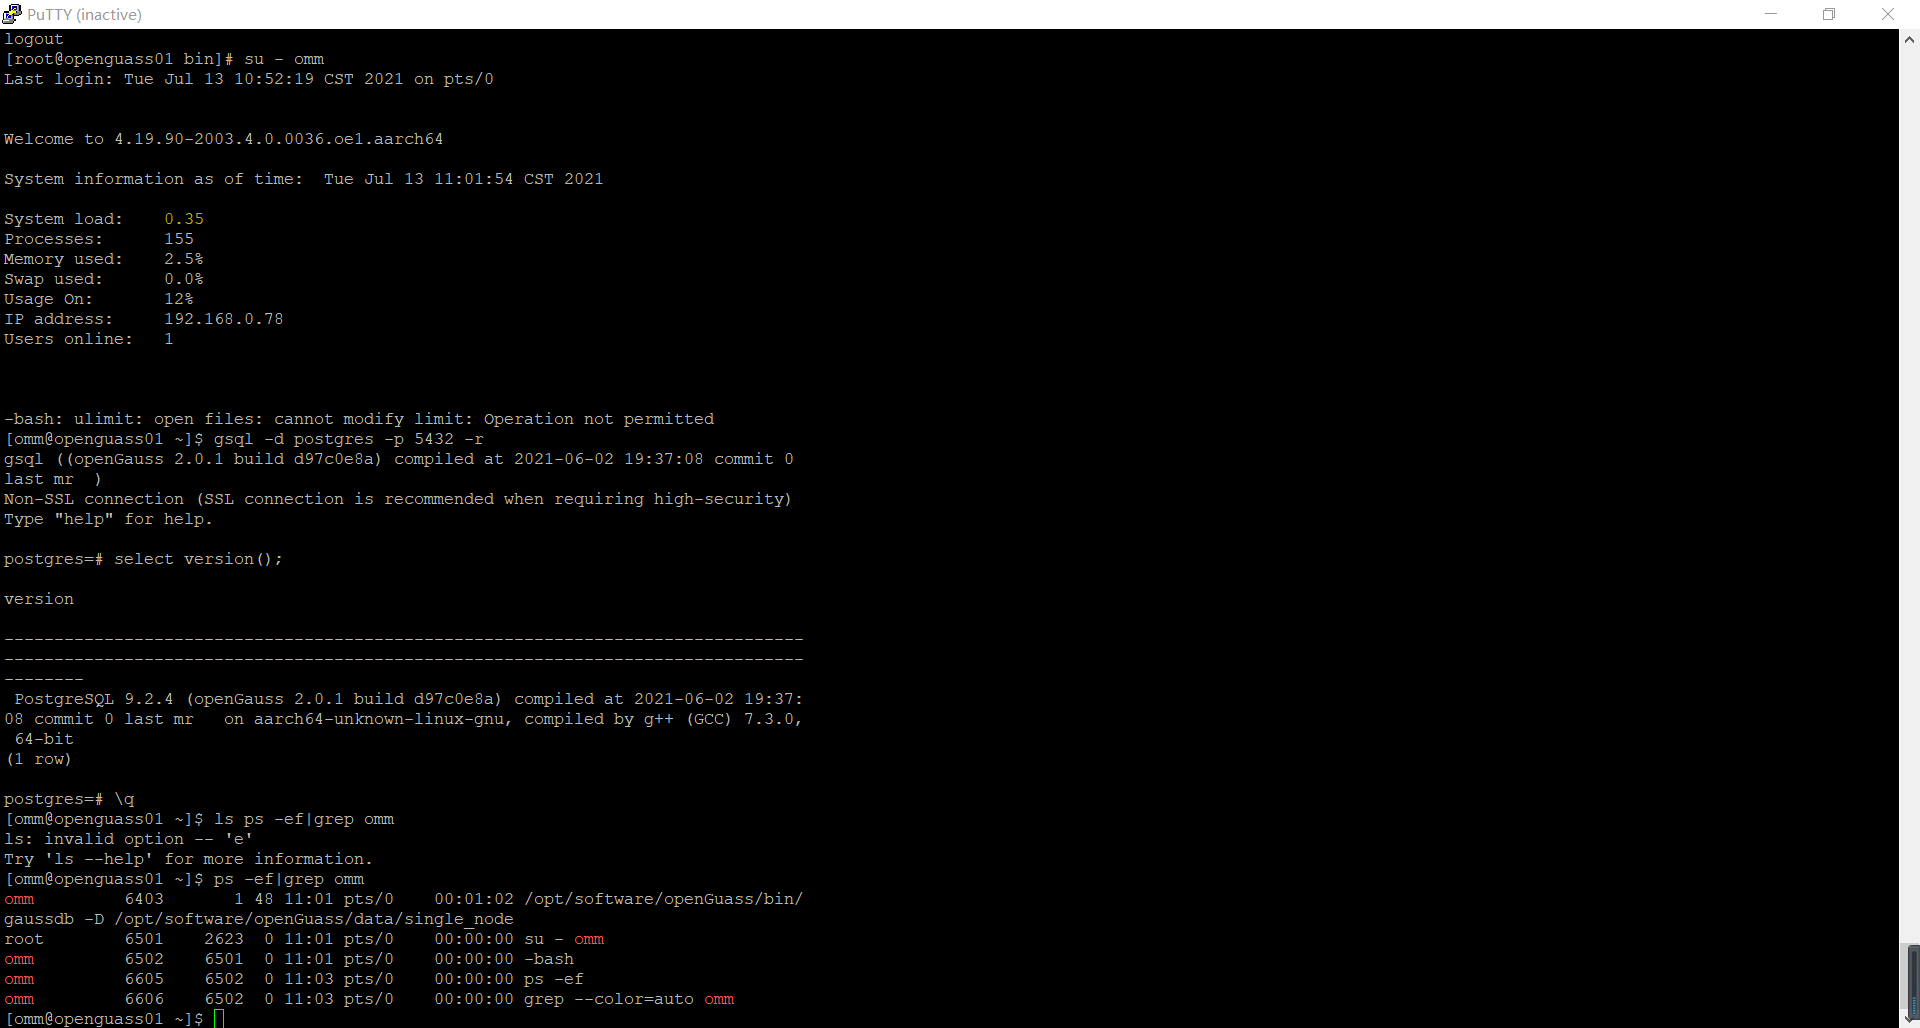 PuTTY (inactive)
logout
[root@openguass01 bin]# su - omm
Last login: Tue Jul 13 10:52:19 CST 2021 on pts/0
Welcome to 4.19.90-2003.4.0.0036.oe1.aarch64
System information as of time:  Tue Jul 13 11:01:54 CST 2021
System load:    0.35
Processes:      155
Memory used:    2.5%
Swap used:      0.0%
Usage On:       12%
IP address:     192.168.0.78
Users online:   1
-bash: ulimit: open files: cannot modify limit: Operation not permitted
[omm@openguass01 ~]$ gsql -d postgres -p 5432 -r
gsql ((openGauss 2.0.1 build d97c0e8a) compiled at 2021-06-02 19:37:08 commit 0
last mr  )
Non-SSL connection (SSL connection is recommended when requiring high-security)
Type "help" for help.
postgres=# select version();
version
--------------------------------------------------------------------------------
--------------------------------------------------------------------------------
--------
 PostgreSQL 9.2.4 (openGauss 2.0.1 build d97c0e8a) compiled at 2021-06-02 19:37:
08 commit 0 last mr   on aarch64-unknown-linux-gnu, compiled by g++ (GCC) 7.3.0,
 64-bit
(1 row)
postgres=# \q
[omm@openguass01 ~]$ ls ps -ef|grep omm
ls: invalid option -- 'e'
Try 'ls --help' for more information.
[omm@openguass01 ~]$ ps -ef|grep omm
omm         6403       1 48 11:01 pts/0    00:01:02 /opt/software/openGuass/bin/
gaussdb -D /opt/software/openGuass/data/single_node
root        6501    2623  0 11:01 pts/0    00:00:00 su - omm
omm         6502    6501  0 11:01 pts/0    00:00:00 -bash
omm         6605    6502  0 11:03 pts/0    00:00:00 ps -ef
omm         6606    6502  0 11:03 pts/0    00:00:00 grep --color=auto omm
[omm@openguass01 ~]$